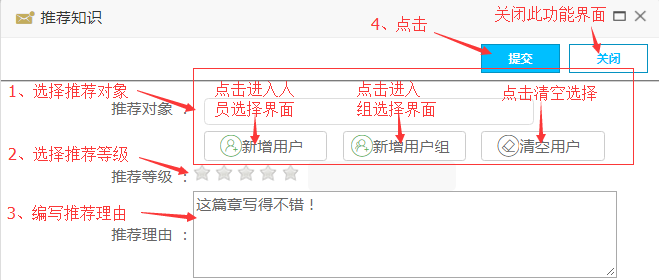 推荐知识
关闭此功能界面
4、点击
提交
关闭
1、选择推荐对象
点击进入人
员选择界面
点击进入
组选择界面
点击清空选择
推荐对象：
新增用户
新增用户组
清空用户
2、选择推荐等级
推荐等级：
3、编写推荐理由
这篇章写得不错！
推荐理由：